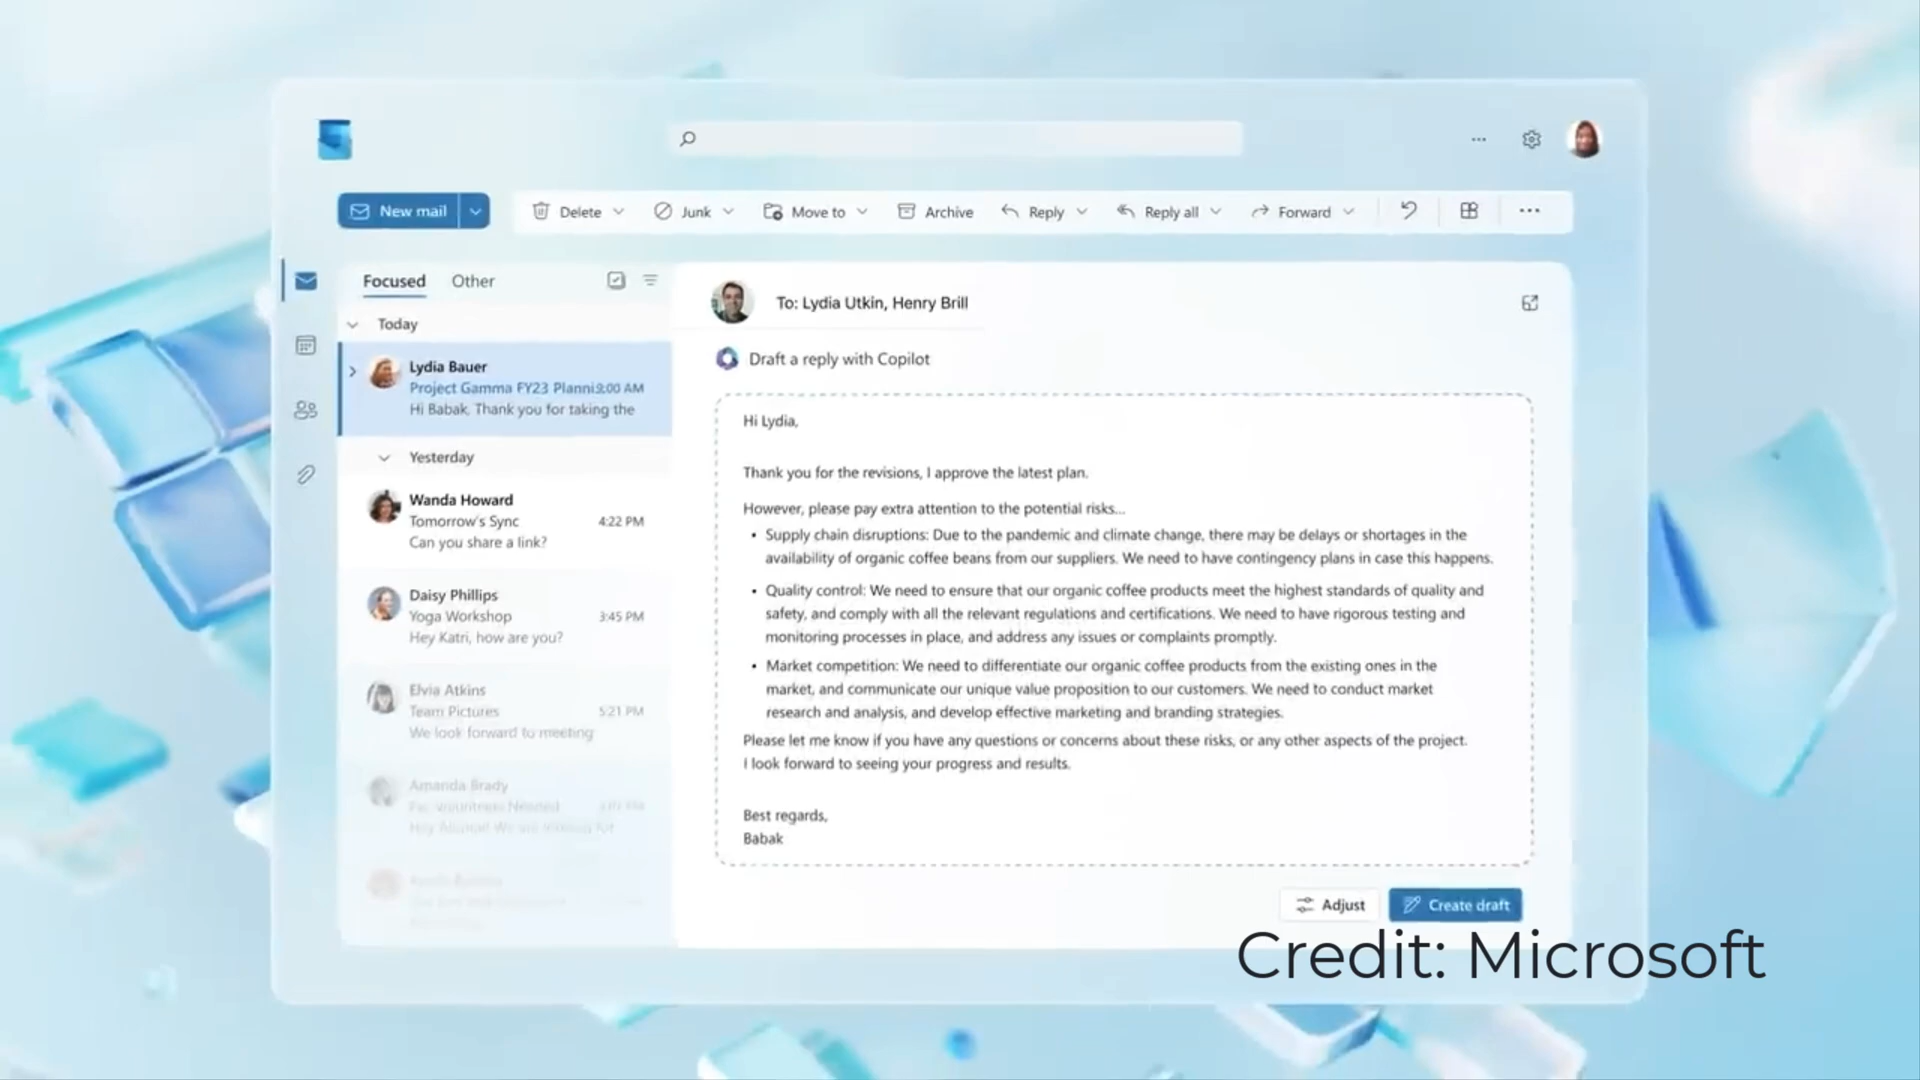 New mail
Delete
Junk
Move to
Archive
Reply
Reply all
Forward
Focused
Other
Today
Lydia Bauer
Project Gamma FY23 Planni 9:00 AM
Hi Babak, Thank you for taking the
Yesterday
Wanda Howard
Tomorrow's Sync 4:22 PM
Can you share a link?
Daisy Phillips
Yoga Workshop 3:45 PM
Hey Katri, how are you?
Elvia Atkins
Team Pictures 5:21 PM
We look forward to meeting
Amanda Brady
To: Lydia Utkin, Henry Brill
Draft a reply with Copilot
Hi Lydia,
Thank you for the revisions, I approve the latest plan.
However, please pay extra attention to the potential risks...
• Supply chain disruptions: Due to the pandemic and climate change, there may be delays or shortages in the
availability of organic coffee beans from our suppliers. We need to have contingency plans in case this happens.
• Quality control: We need to ensure that our organic coffee products meet the highest standards of quality and
safety, and comply with all the relevant regulations and certifications. We need to have rigorous testing and
monitoring processes in place, and address any issues or complaints promptly.
• Market competition: We need to differentiate our organic coffee products from the existing ones in the
market, and communicate our unique value proposition to our customers. We need to conduct market
research and analysis, and develop effective marketing and branding strategies.
Please let me know if you have any questions or concerns about these risks, or any other aspects of the project.
I look forward to seeing your progress and results.
Best regards,
Babak
Adjust
Create draft
Credit: Microsoft